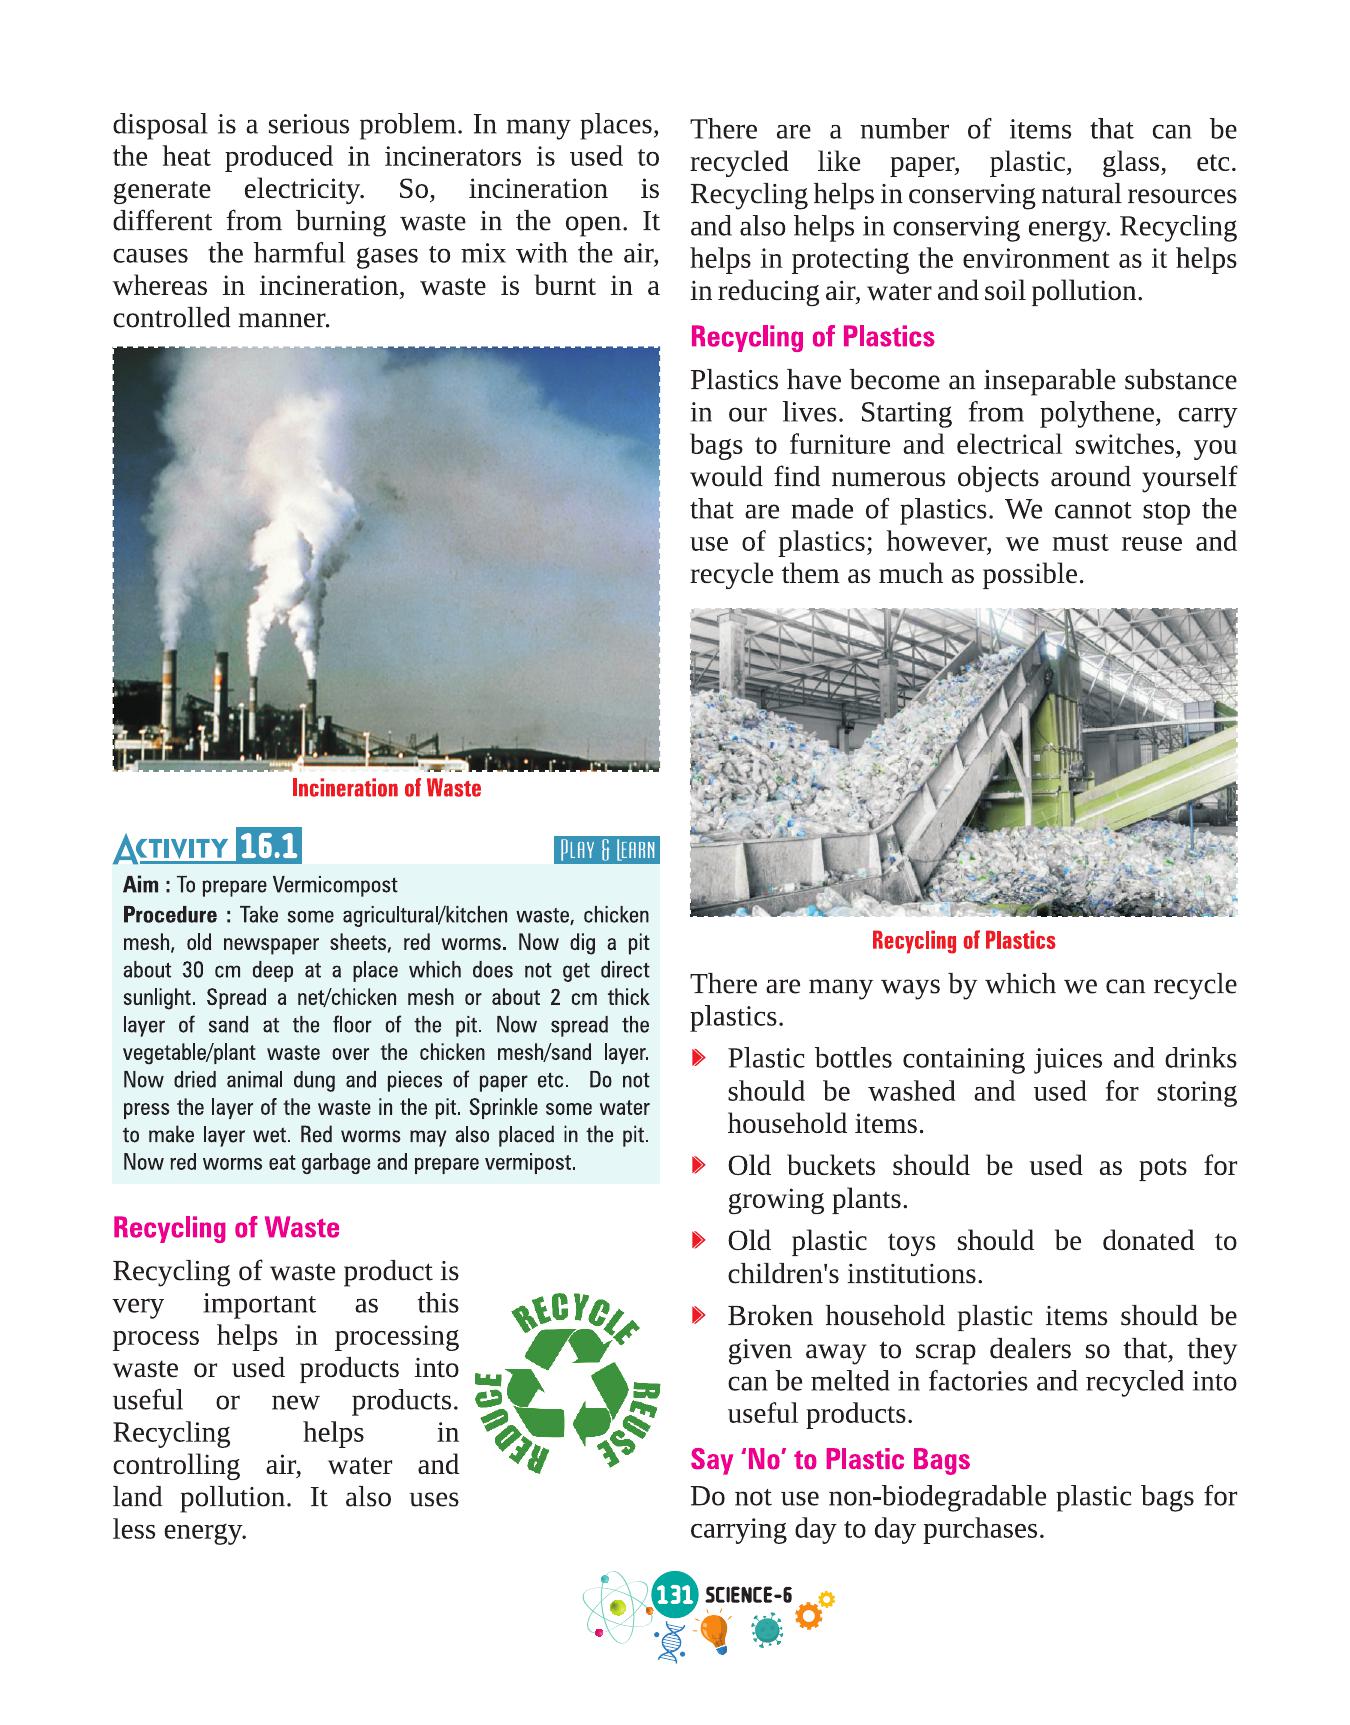 disposal is a serious problem. In many places,
the heat produced in incinerators is used to
generate electricity. So, incineration is
different from burning waste in the open. It
causes the harmful gases to mix with the air,
whereas in incineration, waste is burnt in a
controlled manner.
Incineration of Waste
ACTIVITY 16.1
PLAY & LEARN
Aim : To prepare Vermicompost
Procedure : Take some agricultural/kitchen waste, chicken
mesh, old newspaper sheets, red worms. Now dig a pit
about 30 cm deep at a place which does not get direct
sunlight. Spread a net/chicken mesh or about 2 cm thick
layer of sand at the floor of the pit. Now spread the
vegetable/plant waste over the chicken mesh/sand layer.
Now dried animal dung and pieces of paper etc. Do not
press the layer of the waste in the pit. Sprinkle some water
to make layer wet. Red worms may also placed in the pit.
Now red worms eat garbage and prepare vermipost.
Recycling of Waste
Recycling of waste product is
very important as this
process helps in processing
waste or used products into
useful or new products.
Recycling helps in
controlling air, water and
land pollution. It also uses
less energy.
RECYCLE
REUSE
REDUCE
There are a number of items that can be
recycled like paper, plastic, glass, etc.
Recycling helps in conserving natural resources
and also helps in conserving energy. Recycling
helps in protecting the environment as it helps
in reducing air, water and soil pollution.
Recycling of Plastics
Plastics have become an inseparable substance
in our lives. Starting from polythene, carry
bags to furniture and electrical switches, you
would find numerous objects around yourself
that are made of plastics. We cannot stop the
use of plastics; however, we must reuse and
recycle them as much as possible.
Recycling of Plastics
There are many ways by which we can recycle
plastics.
Plastic bottles containing juices and drinks
should be washed and used for storing
household items.
Old buckets should be used as pots for
growing plants.
Old plastic toys should be donated to
children's institutions.
Broken household plastic items should be
given away to scrap dealers so that, they
can be melted in factories and recycled into
useful products.
Say ‘No’ to Plastic Bags
Do not use non-biodegradable plastic bags for
carrying day to day purchases.
131 SCIENCE-6